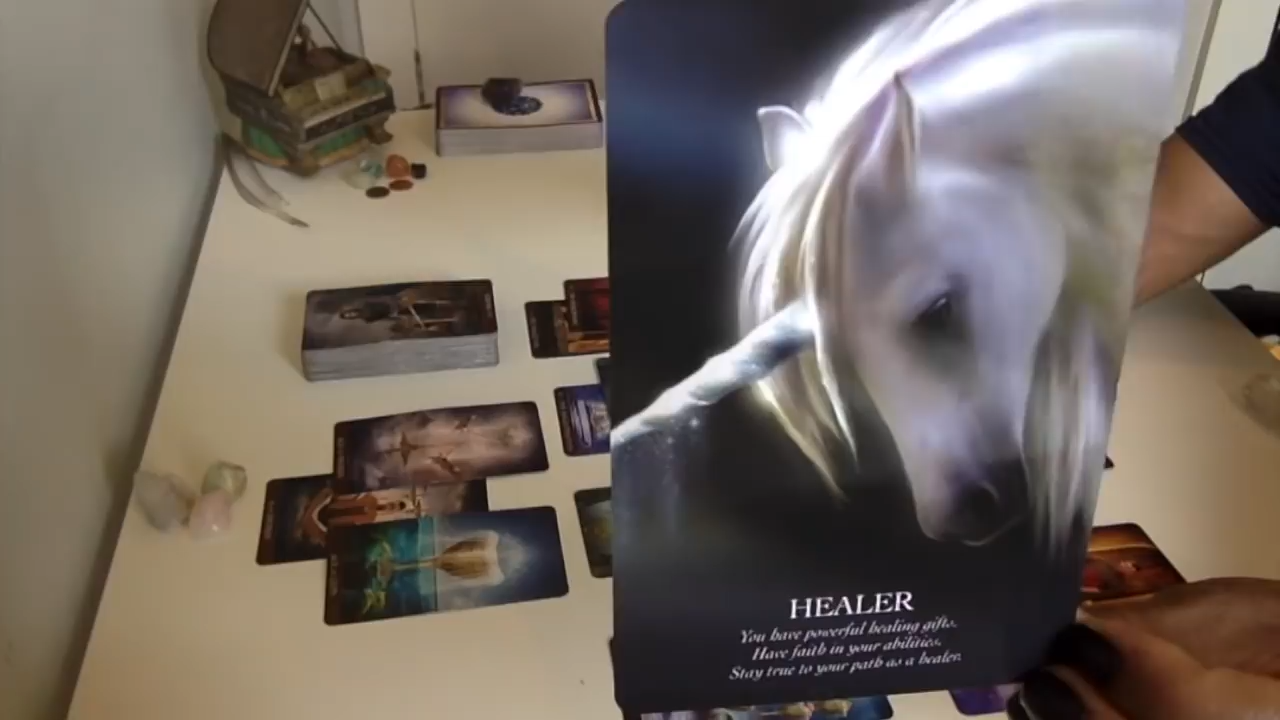 HEALER
You have powerful healing gifts.
Have faith in your abilities.
Stay true to your path as a healer.